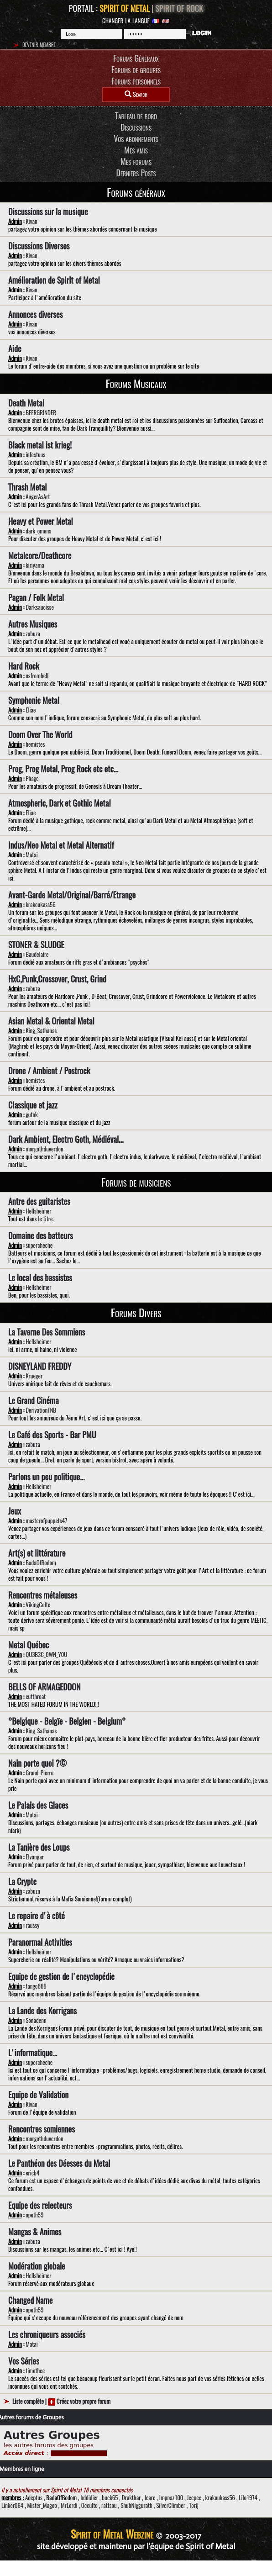 PORTAIL : SPIRIT OF METAL | SPIRIT OF ROCK
CHANGER LA LANGUE
Login
•••••
LOGIN
DEVENIR MEMBRE
Forums Généraux
Forums de groupes
Forums personnels
Search
Tableau de bord
Discussions
Vos abonnements
Mes amis
Mes forums
Derniers Posts
Forums généraux
Discussions sur la musique
Admin : Kivan
partagez votre opinion sur les thémes abordés concernant la musique
Discussions Diverses
Admin : Kivan
partagez votre opinion sur les divers thémes abordés
Amélioration de Spirit of Metal
Admin : Kivan
Participez à l'amélioration du site
Annonces diverses
Admin : Kivan
vos annonces diverses
Aide
Admin : Kivan
Le forum d'entre-aide des membres, si vous avez une question ou un problème sur le site
Forums Musicaux
Death Metal
Admin : BEERGRINDER
Bienvenue chez les brutes épaisses, ici le death metal est roi et les discussions passionnées sur Suffocation, Carcass et
compagnie sont de mise, fan de Dark Tranquillity? Bienvenue aussi...
Black metal ist krieg!
Admin : infestuus
Depuis sa création, le BM n'a pas cessé d'évoluer, s'élargissant à toujours plus de style. Une musique, un mode de vie et
de penser, qu'en pensez vous?
Thrash Metal
Admin : AngerAsArt
C'est ici pour les grands fans de Thrash Metal.Venez parler de vos groupes favoris et plus.
Heavy et Power Metal
Admin : dark_omens
Pour discuter des groupes de Heavy Metal et de Power Metal, c'est ici !
Metalcore/Deathcore
Admin : kiriyama
Bienvenue dans le monde du Breakdown, ou tous les coreux sont invités a venir partager leurs gouts en matière de 'core.
Et où les personnes non adeptes ou qui connaissent mal ces styles peuvent venir les découvrir et en parler.
Pagan / Folk Metal
Admin : Darksaucisse
Autres Musiques
Admin : zabuza
L'idée part d'un débat. Est-ce que le metalhead est voué a uniquement écouter du metal ou peut-il voir plus loin que le
bout de son nez et apprécier d'autres styles ?
Hard Rock
Admin : nsfromhell
Avant que le terme de "Heavy Metal" ne soit si répandu, on qualifiait la musique bruyante et électrique de "HARD ROCK"
Symphonic Metal
Admin : Eliae
Comme son nom l'indique, forum consacré au Symphonic Metal, du plus soft au plus hard.
Doom Over The World
Admin : hemistes
Le Doom, genre quelque peu oublié ici. Doom Traditionnel, Doom Death, Funeral Doom, venez faire partager vos goûts...
Prog, Prog Metal, Prog Rock etc etc...
Admin : Phage
Pour les amateurs de progressif, de Genesis à Dream Theater...
Atmospheric, Dark et Gothic Metal
Admin : Eliae
Forum dédié à la musique gothique, rock comme metal, ainsi qu'au Dark Metal et au Metal Atmosphérique (soft et
extrême)...
Indus/Neo Metal et Metal Alternatif
Admin : Matai
Controversé et souvent caractérisé de « pseudo metal », le Neo Metal fait partie intégrante de nos jours de la grande
sphère Metal. A l'instar de l'Indus qui reste un genre marginal. Donc si vous voulez discuter de groupes de ce style c'est
ici.
Avant-Garde Metal/Original/Barré/Etrange
Admin : krakoukass56
Un forum sur les groupes qui font avancer le Metal, le Rock ou la musique en général, de par leur recherche
d'originalité... Sens mélodique étrange, rythmiques échevelées, mélanges de genres incongrus, styles improbables,
atmosphères uniques...
STONER & SLUDGE
Admin : Baudelaire
Forum dédié aux amateurs de riffs gras et d'ambiances "psychés"
HxC,Punk,Crossover, Crust, Grind
Admin : zabuza
Pour les amateurs de Hardcore ,Punk , D-Beat, Crossover, Crust, Grindcore et Powerviolence. Le Metalcore et autres
machins Deathcore etc... c'est pas ici!
Asian Metal & Oriental Metal
Admin : King_Sathanas
Forum pour en apprendre et pour découvrir plus sur le Metal asiatique (Visual Kei aussi) et sur le Metal oriental
(Maghreb et les pays du Moyen-Orient). Aussi, venez discuter des autres scènes musicales que compte ce sublime
continent.
Drone / Ambient / Postrock
Admin : hemistes
Forum dédié au drone, à l'ambient et au postrock.
Classique et jazz
Admin : gutok
forum autour de la musique classique et du jazz
Dark Ambient, Electro Goth, Médiéval...
Admin : morgothduverdon
Tous ce qui concerne l'ambiant, l'electro goth, l'electro indus, le darkwave, le médiéval, l'electro médiéval, l'ambiant
martial...
Forums de musiciens
Antre des guitaristes
Admin : Hellsheimer
Tout est dans le titre.
Domaine des batteurs
Admin : supercheche
Batteurs et musiciens, ce forum est dédié à tout les passionnés de cet instrument : la batterie est à la musique ce que
l'oxygène est au feu... Sachez le...
Le local des bassistes
Admin : Hellsheimer
Ben, pour les bassistes, quoi.
Forums Divers
La Taverne Des Sommiens
Admin : Hellsheimer
ici, ni arme, ni haine, ni violence
DISNEYLAND FREDDY
Admin : Krueger
Univers onirique fait de rêves et de cauchemars.
Le Grand Cinéma
Admin : DerivationTNB
Pour tout les amoureux du 7ème Art, c'est ici que ça se passe.
Le Café des Sports - Bar PMU
Admin : zabuza
Ici, on refait le match, on joue au sélectionneur, on s'enflamme pour les plus grands exploits sportifs ou on pousse son
coup de gueule... Bref, on parle de sport, version bistrot, avec apéro à volonté.
Parlons un peu politique...
Admin : Hellsheimer
La politique actuelle, en France et dans le monde, de tout les pouvoirs, voir même de toute les époques !! C'est ici...
Jeux
Admin : masterofpuppets47
Venez partager vos expériences de jeux dans ce forum consacré à tout l'univers ludique (Jeux de rôle, vidéo, de société,
cartes...)
Art(s) et littérature
Admin : BadaOfBodom
Vous voulez enrichir votre culture générale ou tout simplement partager votre goût pour l'Art et la littérature : ce forum
est fait pour vous !
Rencontres métaleuses
Admin : VikingCelte
Voici un forum spécifique aux rencontres entre métalleux et métalleuses, dans le but de trouver l'amour. Attention :
toute dérive sera sévèrement punie. L'idée est de voir si la communauté métal aurait besoins d'un truc du genre MEETIC,
mais sp
Metal Québec
Admin : QU3B3C_0WN_Y0U
C'est ici pour parler des groupes Québécois et de d'autres choses.Ouvert à nos amis européens qui veulent en savoir
plus.
BELLS OF ARMAGEDDON
Admin : cutthroat
THE MOST HATED FORUM IN THE WORLD!!!
°Belgique - Belgïe - Belgien - Belgium°
Admin : King_Sathanas
Forum pour mieux connaitre le plat-pays, berceau de la bonne bière et fier producteur des frites. Aussi pour découvrir
des nouveaux horizons fieu !
Nain porte quoi ?©
Admin : Grand_Pierre
Le Nain porte quoi avec un minimum d'information pour comprendre de quoi on va parler et de la bonne conduite, je vous
prie
Le Palais des Glaces
Admin : Matai
Discussions, partages, échanges musicaux (ou autres) entre amis et sans prises de tête dans un univers...gelé...(niark
niark)
La Tanière des Loups
Admin : Elvangar
Forum privé pour parler de tout, de rien, et surtout de musique, jouer, sympathiser, bienvenue aux Louveteaux !
La Crypte
Admin : zabuza
Strictement réservé à la Mafia Somienne!(forum complet)
Le repaire d'à côté
Admin : raussy
Paranormal Activities
Admin : Hellsheimer
Supercherie ou réalité? Manipulations ou vérité? Arnaque ou vraies informations?
Equipe de gestion de l'encyclopédie
Admin : tasgo666
Réservé aux membres faisant partie de l'équipe de gestion de l'encyclopédie sommienne.
La Lande des Korrigans
Admin : Sonadenn
La Lande des Korrigans Forum privé, pour discuter de tout, de musique en tout genre et surtout Metal, entre amis, sans
prise de tête, dans un univers fantastique et féerique, où le maître mot est convivialité.
L'informatique...
Admin : supercheche
Ici est tout ce qui concerne l'informatique : problèmes/bugs, logiciels, enregistrement home studio, demande de conseil,
informations sur l'actualité, ect...
Equipe de Validation
Admin : Kivan
Forum de l'équipe de validation
Rencontres somiennes
Admin : morgothduverdon
Tout pour les rencontres entre membres : programmations, photos, récits, délires.
Le Panthéon des Déesses du Metal
Admin : erich4
Ce forum est un espace d'échanges de points de vue et de débats d'idées dédié aux divas du métal, toutes catégories
confondues.
Equipe des relecteurs
Admin : opeth59
Mangas & Animes
Admin : zabuza
Discussions sur les mangas, les animes etc... C'est ici ! Aye!!
Modération globale
Admin : Hellsheimer
Forum réservé aux modérateurs globaux
Changed Name
Admin : opeth59
Equipe qui s'occupe du nouveau référencement des groupes ayant changé de nom
Les chroniqueurs associés
Admin : Matai
Vos Séries
Admin : tinwthee
Le succès des séries est tel que beaucoup fleurissent sur le petit écran. Faites nous part de vos séries fétiches ou celles
inconnues qui vous ont scotchés.
Liste complète | Créez votre propre forum
Autre forums de Groupes
Autres Groupes
les autres forums des groupes
Accès direct :
Membres en ligne
il y a actuellement sur Spirit of Metal 18 membres connectés
membres : Adeptus , BadaOfBodom , bddidier , buck65 , Drakthur , Icare , Impnar100 , Jeepee , krakoukass56 , Lilo1974 ,
Linker064 , Mister_Mageo , MrLordi , Occulta , rattsau , ShubNiggurath , SilverClimber , Torij
Spirit of Metal Webzine © 2003-2017
site développé et maintenu par l'équipe de Spirit of Metal